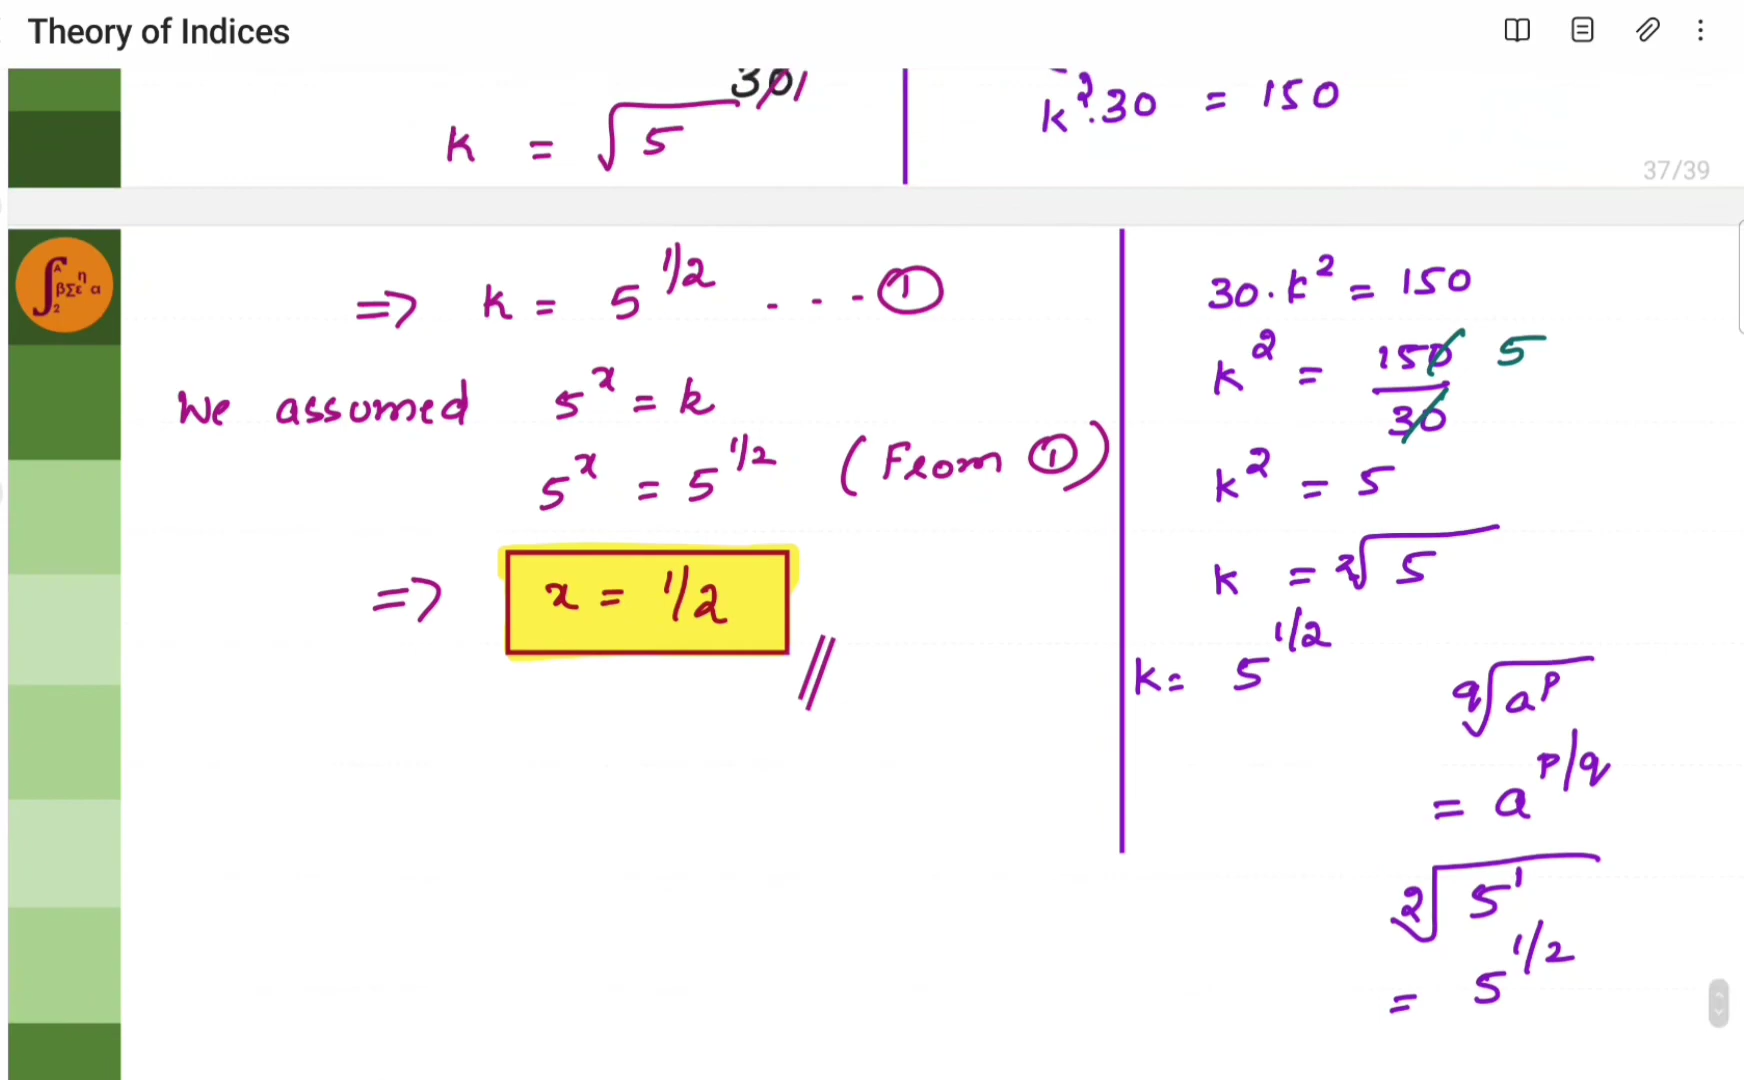 Theory of Indices
30
k = √5
k².30 = 150
37/39
=> k = 5^1/2 - - - ①
We assumed 5^x = k
5^x = 5^1/2 (From ①)
=> x = 1/2
30.k² = 150
k² = 150/30 5
k² = 5
k = ²√5
k = 5^1/2
q√a^p
= a^p/q
²√5¹
= 5^1/2